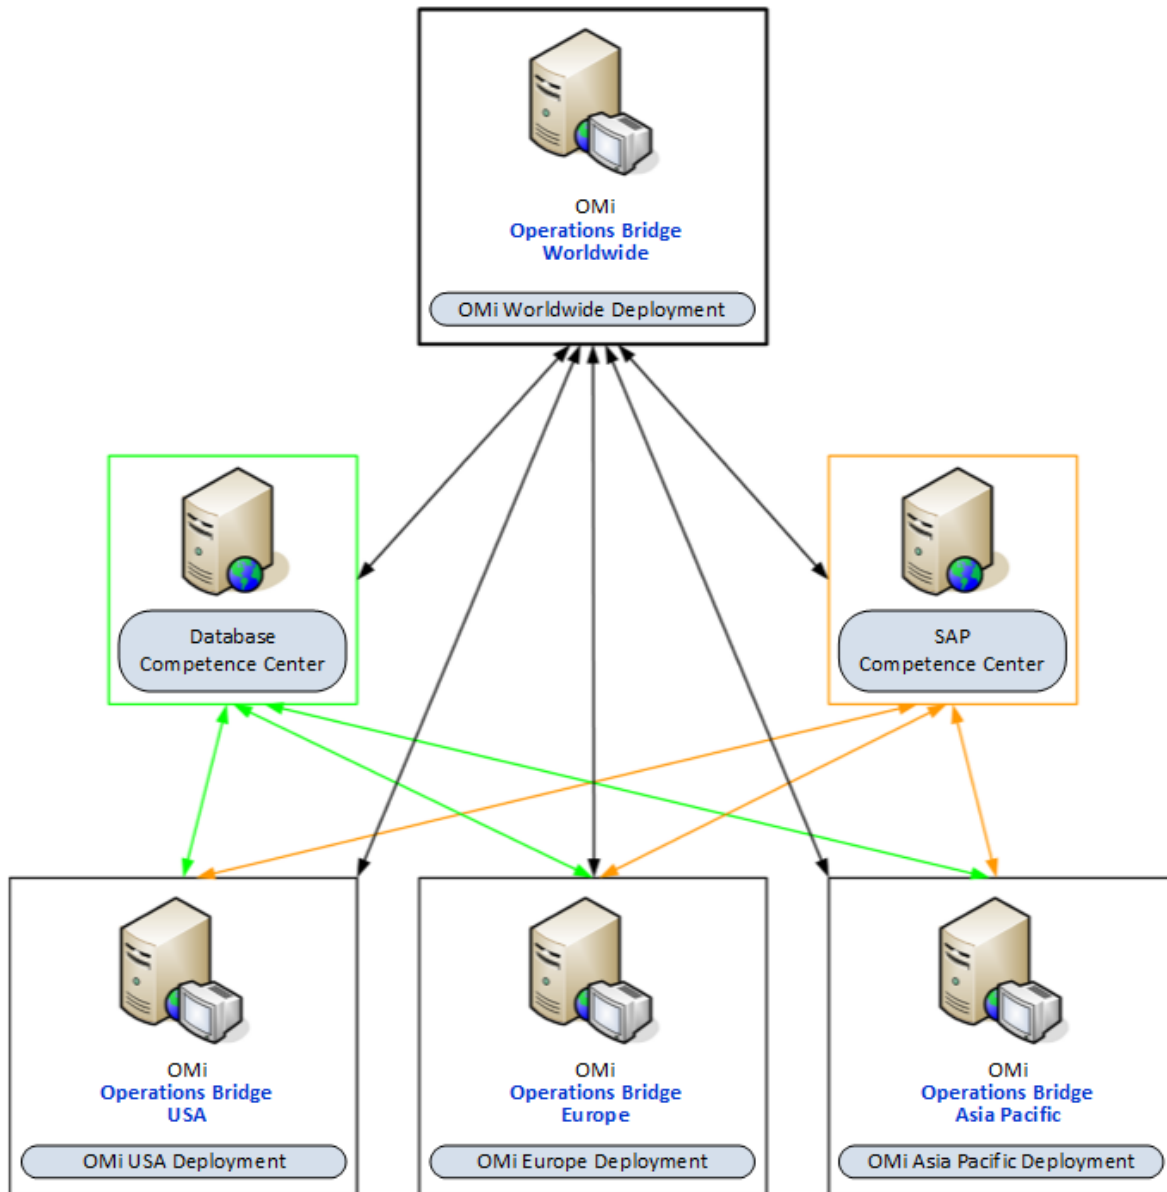 OMi
Operations Bridge
Worldwide
OMi Worldwide Deployment
Database
Competence Center
SAP
Competence Center
OMi
Operations Bridge
USA
OMi USA Deployment
OMi
Operations Bridge
Europe
OMi Europe Deployment
OMi
Operations Bridge
Asia Pacific
OMi Asia Pacific Deployment